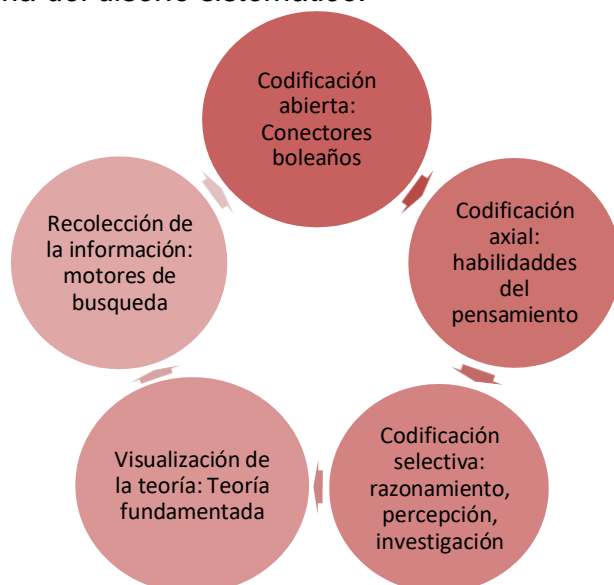 del diseño sistemático.
Codificación
abierta:
Conectores
boleaños
Codificación
axial:
habilidaddes
del
pensamiento
Codificación
selectiva:
razonamiento,
percepción,
investigación
Visualización de
la teoría: Teoría
fundamentada
Recolección de
la información:
motores de
busqueda